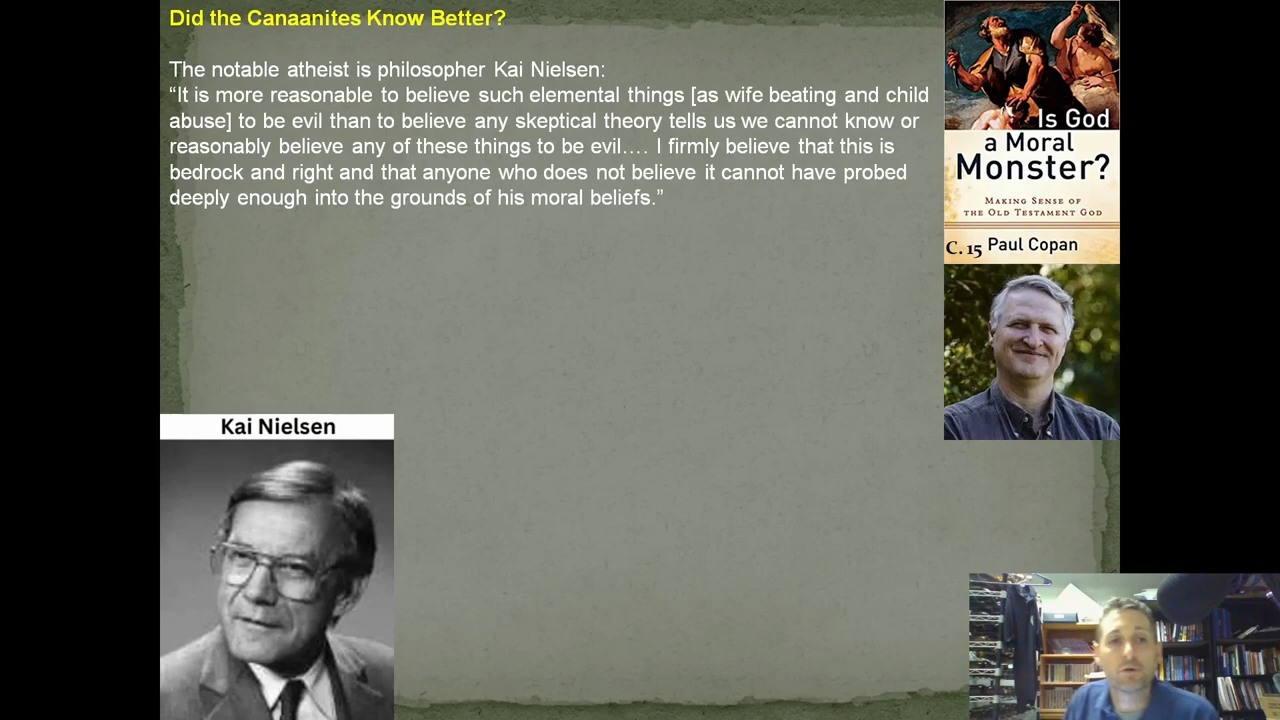 Did the Canaanites Know Better?
The notable atheist is philosopher Kai Nielsen:
“It is more reasonable to believe such elemental things [as wife beating and child
abuse] to be evil than to believe any skeptical theory tells us we cannot know or
reasonably believe any of these things to be evil…. I firmly believe that this is
bedrock and right and that anyone who does not believe it cannot have probed
deeply enough into the grounds of his moral beliefs.”
Is God
a Moral
Monster?
Making Sense of
the Old Testament God
C. 15 Paul Copan
Kai Nielsen